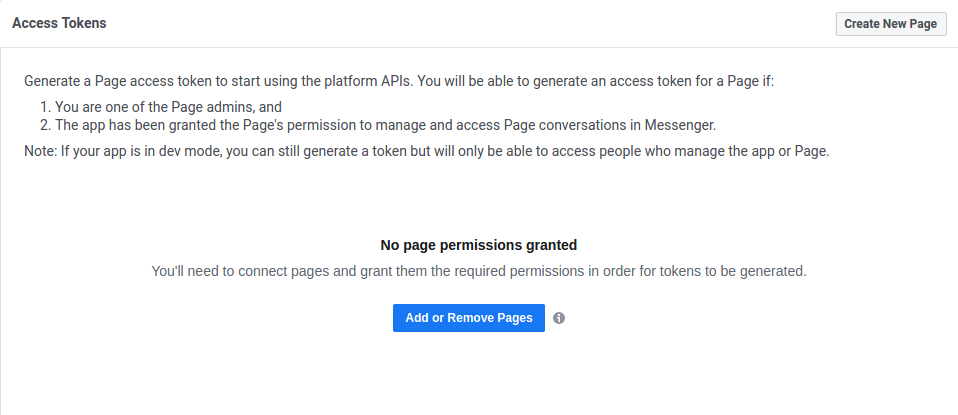 Access Tokens
Create New Page
Generate a Page access token to start using the platform APIs. You will be able to generate an access token for a Page if:
1. You are one of the Page admins, and
2. The app has been granted the Page's permission to manage and access Page conversations in Messenger.
Note: If your app is in dev mode, you can still generate a token but will only be able to access people who manage the app or Page.
No page permissions granted
You'll need to connect pages and grant them the required permissions in order for tokens to be generated.
Add or Remove Pages